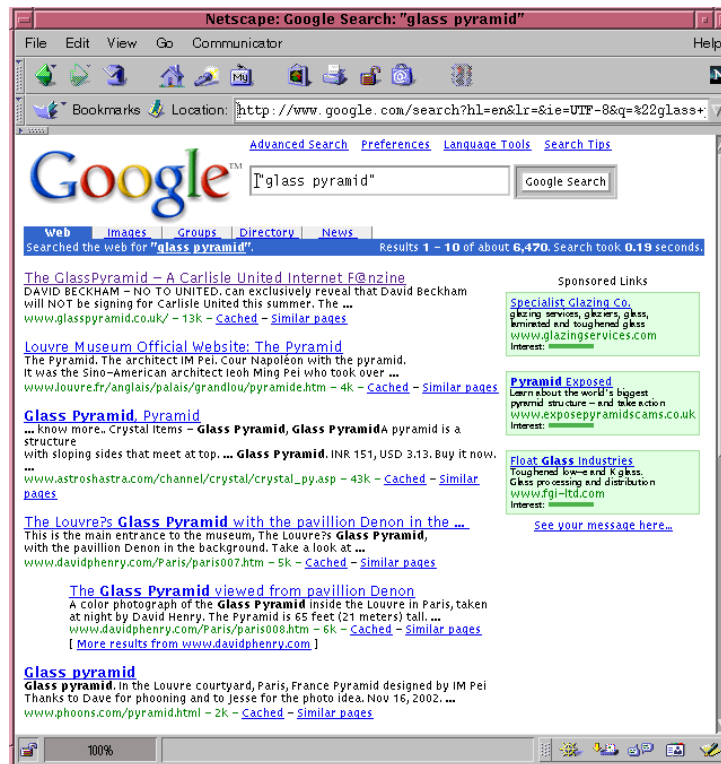 Netscape: Google Search: "glass pyramid"
File Edit View Go Communicator Help
My N
Bookmarks Location: http://www.google.com/search?hl=en&lr=&ie=UTF-8&q=%22glass+
Advanced Search Preferences Language Tools Search Tips
Google™
"glass pyramid" Google Search
Web Images Groups Directory News
Searched the web for "glass pyramid". Results 1 – 10 of about 6,470. Search took 0.19 seconds.
The GlassPyramid – A Carlisle United Internet F@nzine
DAVID BECKHAM – NO TO UNITED. can exclusively reveal that David Beckham
will NOT be signing for Carlisle United this summer. The ...
www.glasspyramid.co.uk/ – 13k – Cached – Similar pages
Louvre Museum Official Website: The Pyramid
The Pyramid. The architect IM Pei. Cour Napoléon with the pyramid.
It was the Sino–American architect Ieoh Ming Pei who took over ...
www.louvre.fr/anglais/palais/grandlou/pyramide.htm – 4k – Cached – Similar pages
Glass Pyramid, Pyramid
... know more.. Crystal Items – Glass Pyramid, Glass PyramidA pyramid is a
structure
with sloping sides that meet at top. ... Glass Pyramid. INR 151, USD 3.13. Buy it now.
...
www.astroshastra.com/channel/crystal/crystal_py.asp – 43k – Cached – Similar
pages
The Louvre?s Glass Pyramid with the pavillion Denon in the ...
This is the main entrance to the museum, The Louvre?s Glass Pyramid,
with the pavillion Denon in the background. Take a look at ...
www.davidphenry.com/Paris/paris007.htm – 5k – Cached – Similar pages
The Glass Pyramid viewed from pavillion Denon
A color photograph of the Glass Pyramid inside the Louvre in Paris, taken
at night by David Henry. The Pyramid is 65 feet (21 meters) tall. ...
www.davidphenry.com/Paris/paris008.htm – 6k – Cached – Similar pages
[ More results from www.davidphenry.com ]
Glass pyramid
Glass pyramid. In the Louvre courtyard, Paris, France Pyramid designed by IM Pei
Thanks to Dave for phooning and to Jesse for the photo idea. Nov 16, 2002. ...
www.phoons.com/pyramid.html – 2k – Cached – Similar pages
Sponsored Links
Specialist Glazing Co.
glazing services, glaziers, glass,
laminated and toughened glass
www.glazingservices.com
Interest:
Pyramid Exposed
Learn about the world's biggest
pyramid structure – and take action
www.exposepyramidscams.co.uk
Interest:
Float Glass Industries
Toughened low–e and K glass.
Glass processing and distribution
www.fgi–ltd.com
Interest:
See your message here...
100%